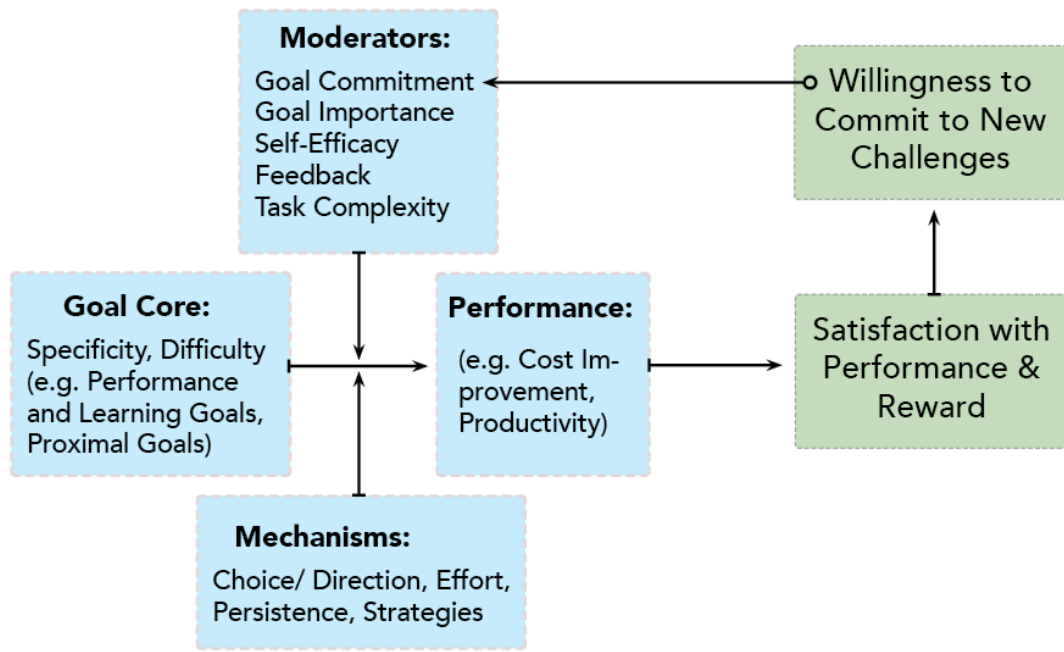 Moderators:
Goal Commitment
Goal Importance
Self-Efficacy
Feedback
Task Complexity
Willingness to
Commit to New
Challenges
Goal Core:
Specificity, Difficulty
(e.g. Performance
and Learning Goals,
Proximal Goals)
Performance:
(e.g. Cost Im-
provement,
Productivity)
Satisfaction with
Performance &
Reward
Mechanisms:
Choice/ Direction, Effort,
Persistence, Strategies